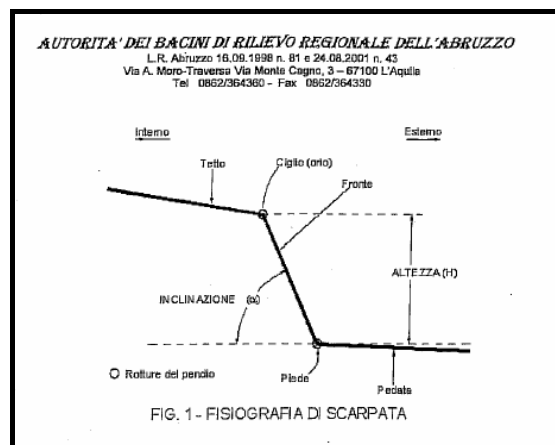 AUTORITA' DEI BACINI DI RILIEVO REGIONALE DELL'ABRUZZO
L.R. Abruzzo 16.09.1998 n. 81 e 24.08.2001 n. 43
Via A. Moro-Traversa Via Monte Cagno, 3 – 67100 L'Aquila
Tel 0862/364360 - Fax 0862/364330
Interno
Esterno
Tetto
Ciglio (orlo)
Fronte
ALTEZZA (H)
INCLINAZIONE (α)
O Rotture del pendio
Piede
Pedata
FIG. 1 - FISIOGRAFIA DI SCARPATA